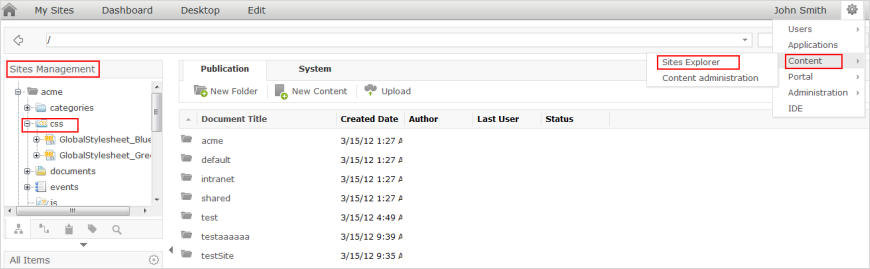 My Sites Dashboard Desktop Edit John Smith
/
Users
Applications
Content
Portal
Administration
IDE
Sites Explorer
Content administration
Sites Management
acme
categories
css
GlobalStylesheet_Blue
GlobalStylesheet_Gree
documents
events
js
All Items
Publication System
New Folder New Content Upload
Document Title Created Date Author Last User Status
acme 3/15/12 1:27 A
default 3/15/12 1:27 A
intranet 3/15/12 1:27 A
shared 3/15/12 1:27 A
test 3/15/12 4:49 A
testaaaaaa 3/15/12 9:39 A
testSite 3/15/12 9:35 A